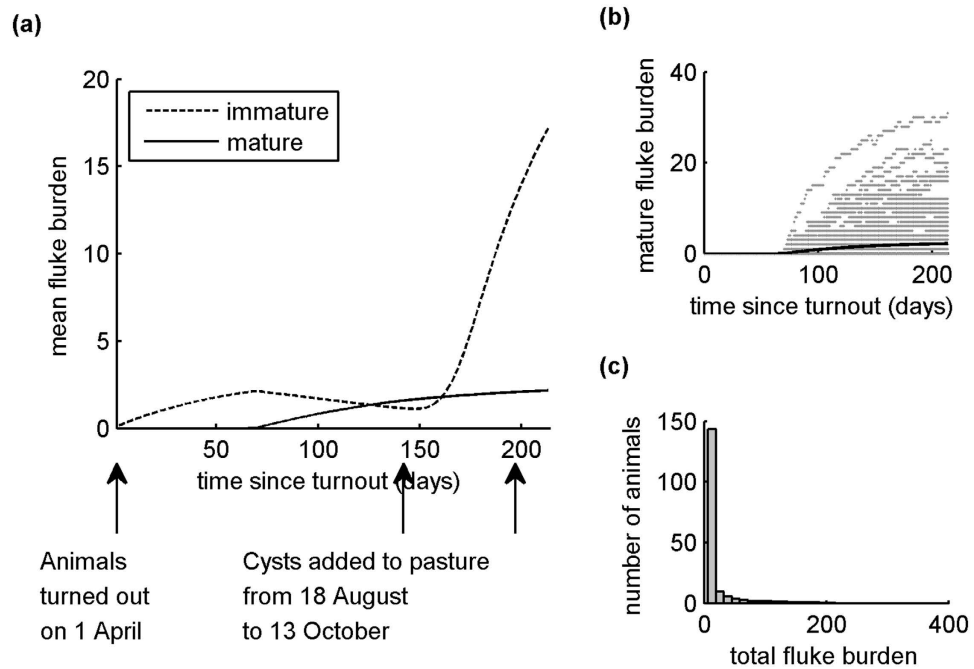 (a)
mean fluke burden
20
15
10
5
0
immature
mature
50
100
150
200
time since turnout (days)
Animals
turned out
on 1 April
Cysts added to pasture
from 18 August
to 13 October
(b)
mature fluke burden
40
20
0
0
100
200
time since turnout (days)
(c)
number of animals
150
100
50
0
0
200
400
total fluke burden